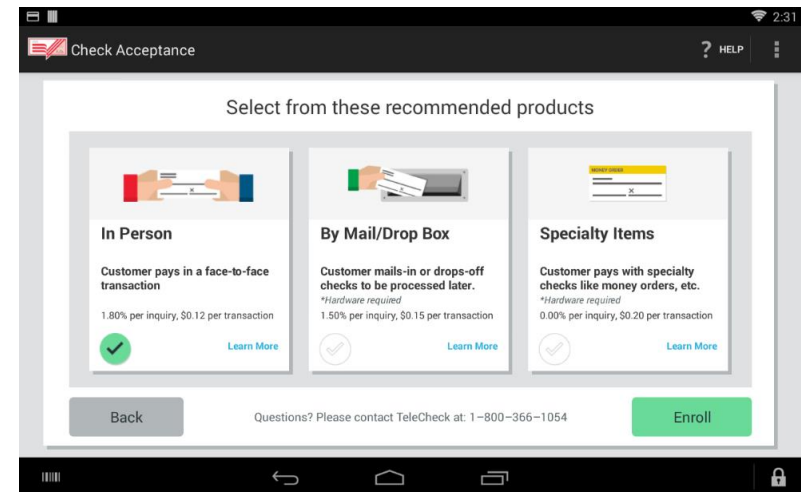 2:31
Check Acceptance
? HELP
Select from these recommended products
MONEY ORDER
In Person
Customer pays in a face-to-face
transaction
1.80% per inquiry, $0.12 per transaction
Learn More
By Mail/Drop Box
Customer mails-in or drops-off
checks to be processed later.
*Hardware required
1.50% per inquiry, $0.15 per transaction
Learn More
Specialty Items
Customer pays with specialty
checks like money orders, etc.
*Hardware required
0.00% per inquiry, $0.20 per transaction
Learn More
Back
Questions? Please contact TeleCheck at: 1-800-366-1054
Enroll